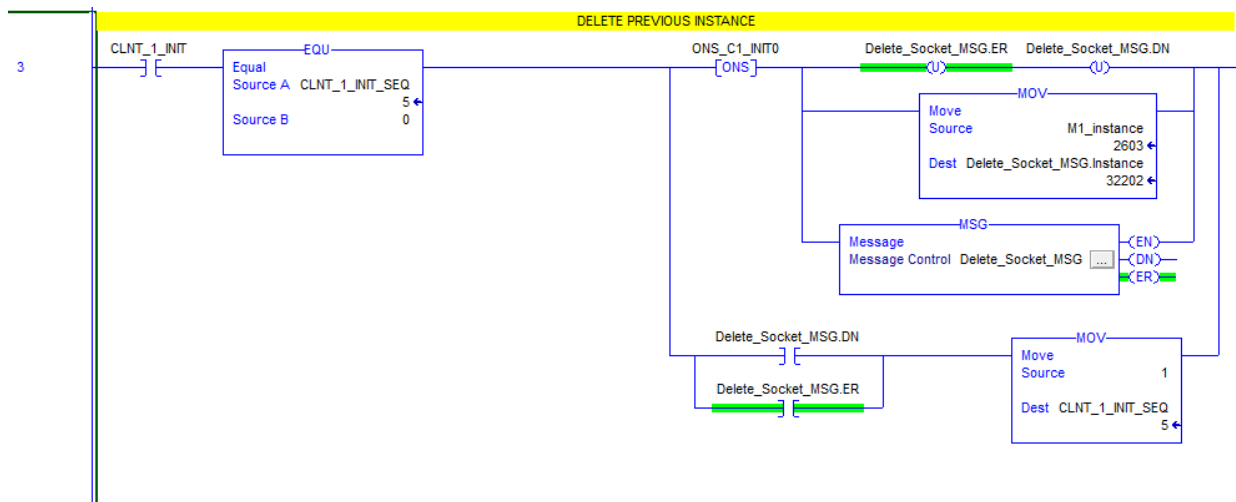 DELETE PREVIOUS INSTANCE
3
CLNT_1_INIT
EQU
Equal
Source A CLNT_1_INIT_SEQ
5
Source B 0
ONS_C1_INIT0
ONS
Delete_Socket_MSG.ER
U
Delete_Socket_MSG.DN
U
MOV
Move
Source M1_instance
2603
Dest Delete_Socket_MSG.Instance
32202
MSG
Message
Message Control Delete_Socket_MSG ...
EN
DN
ER
Delete_Socket_MSG.DN
Delete_Socket_MSG.ER
MOV
Move
Source 1
Dest CLNT_1_INIT_SEQ
5